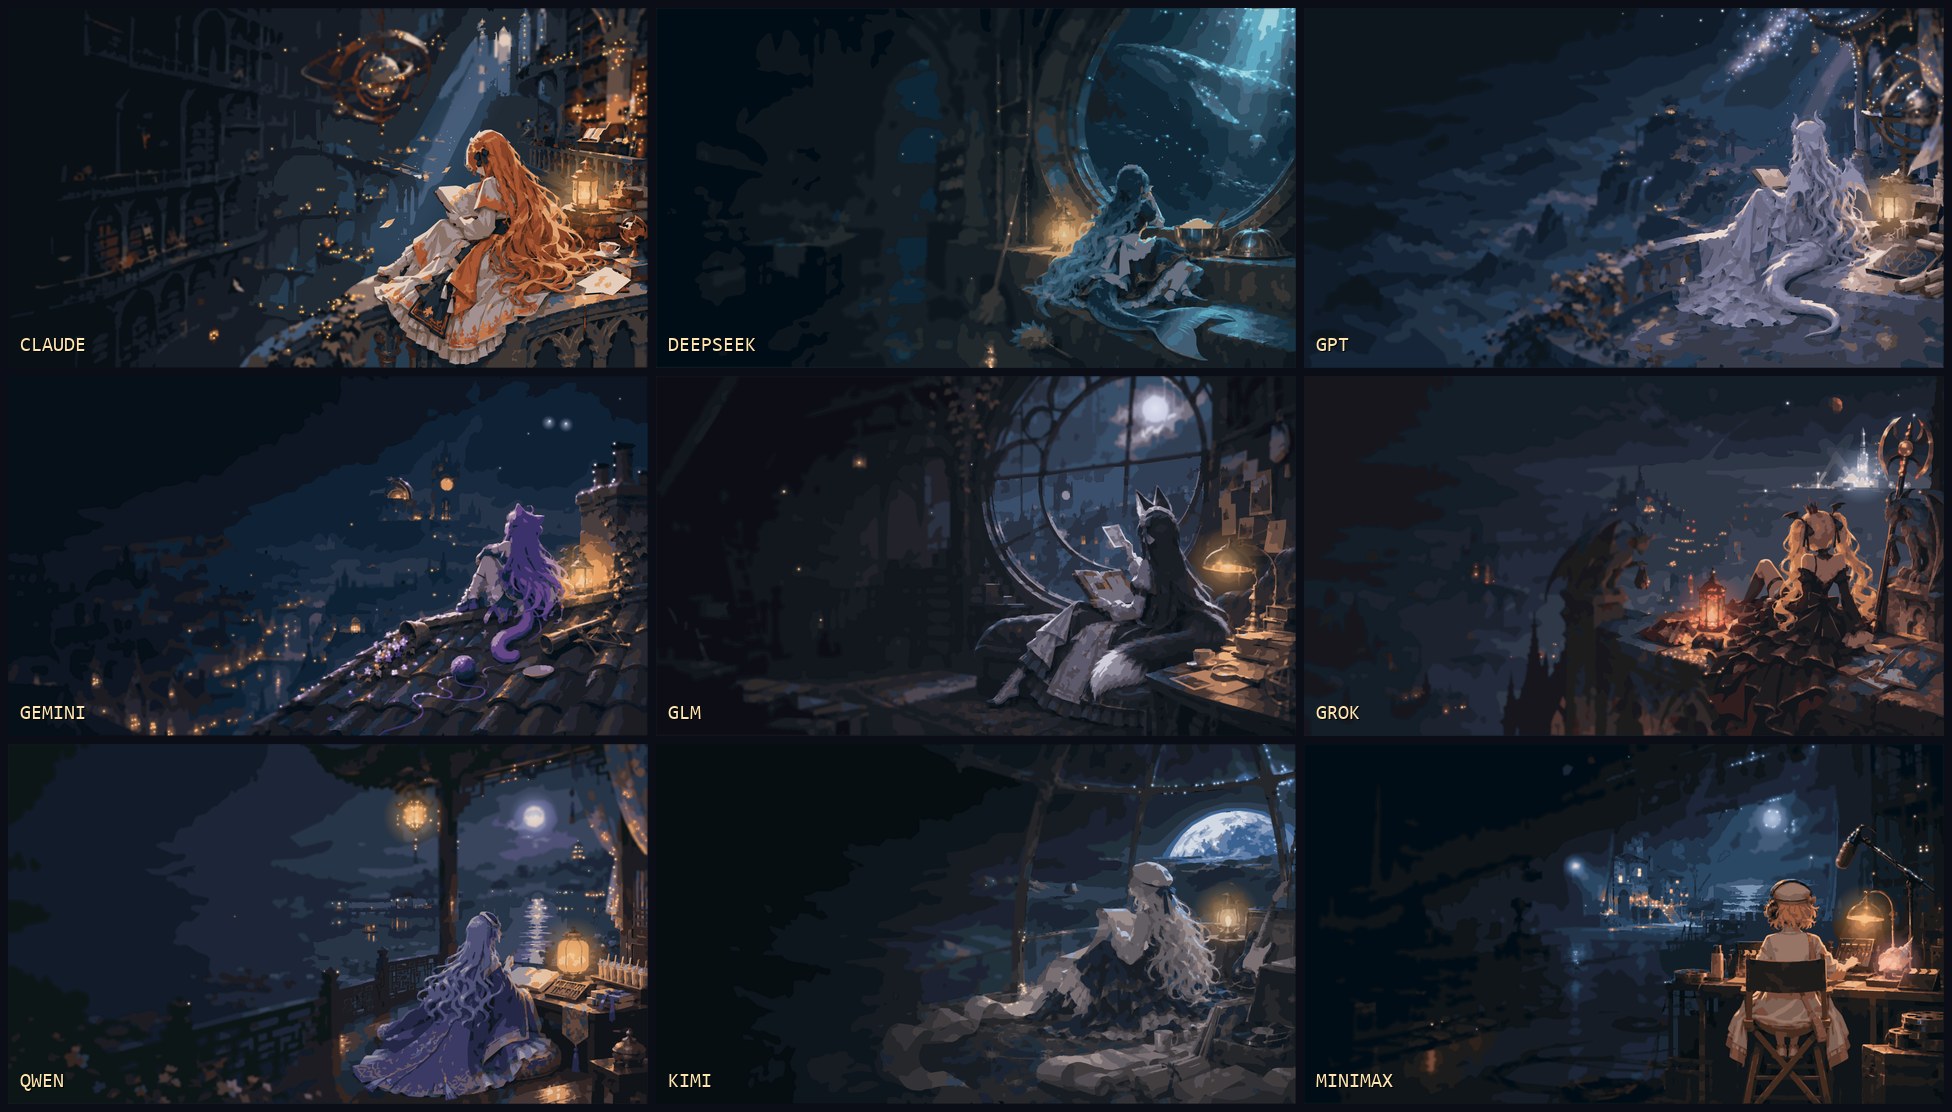 CLAUDE
DEEPSEEK
GPT
GEMINI
GLM
GROK
QWEN
KIMI
MINIMAX